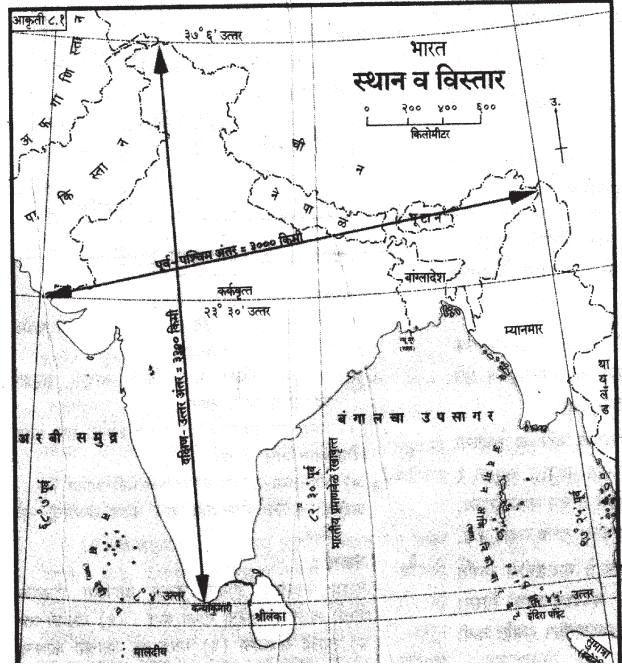 आकृती ८.१
३७° ६' उत्तर
भारत
स्थान व विस्तार
० २०० ४०० ६००
किलोमीटर
उ.
अफगाणिस्तान
पाकिस्तान
चीन
नेपाळ
भूटान
पूर्व- पश्चिम अंतर = ३००० किमी
बांग्लादेश
कर्कवृत्त
२३° ३०' उत्तर
म्यानमार
थायलंड
दक्षिण- उत्तर अंतर = ३२०० किमी
बंगालचा उपसागर
अरबी समुद्र
६८° ७' पूर्व
८२° ३०' पूर्व
भारतीय प्रमाणवेळ रेखावृत्त
९७° २५' पूर्व
८° ४' उत्तर
कन्याकुमारी
श्रीलंका
६° ४५' उत्तर
इंदिरा पॉइंट
मालदीव
सुमात्रा